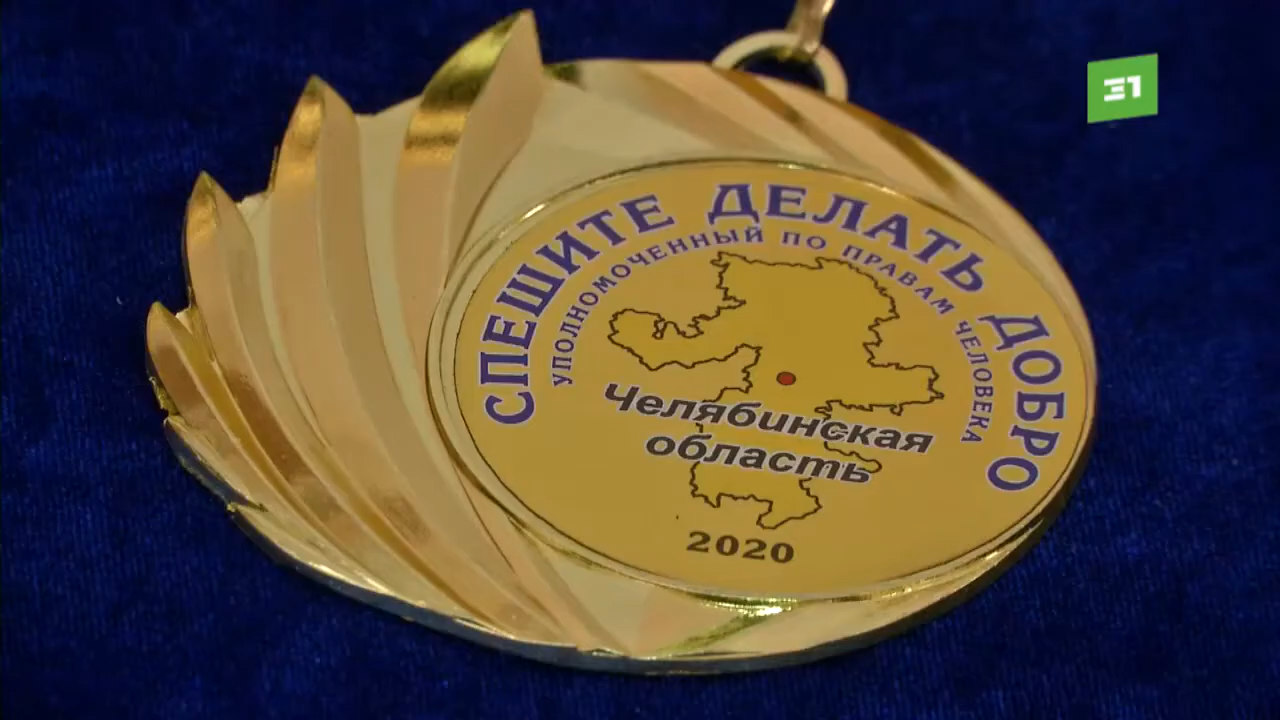 31
СПЕШИТЕ ДЕЛАТЬ ДОБРО
УПОЛНОМОЧЕННЫЙ ПО ПРАВАМ ЧЕЛОВЕКА
Челябинская
область
2020